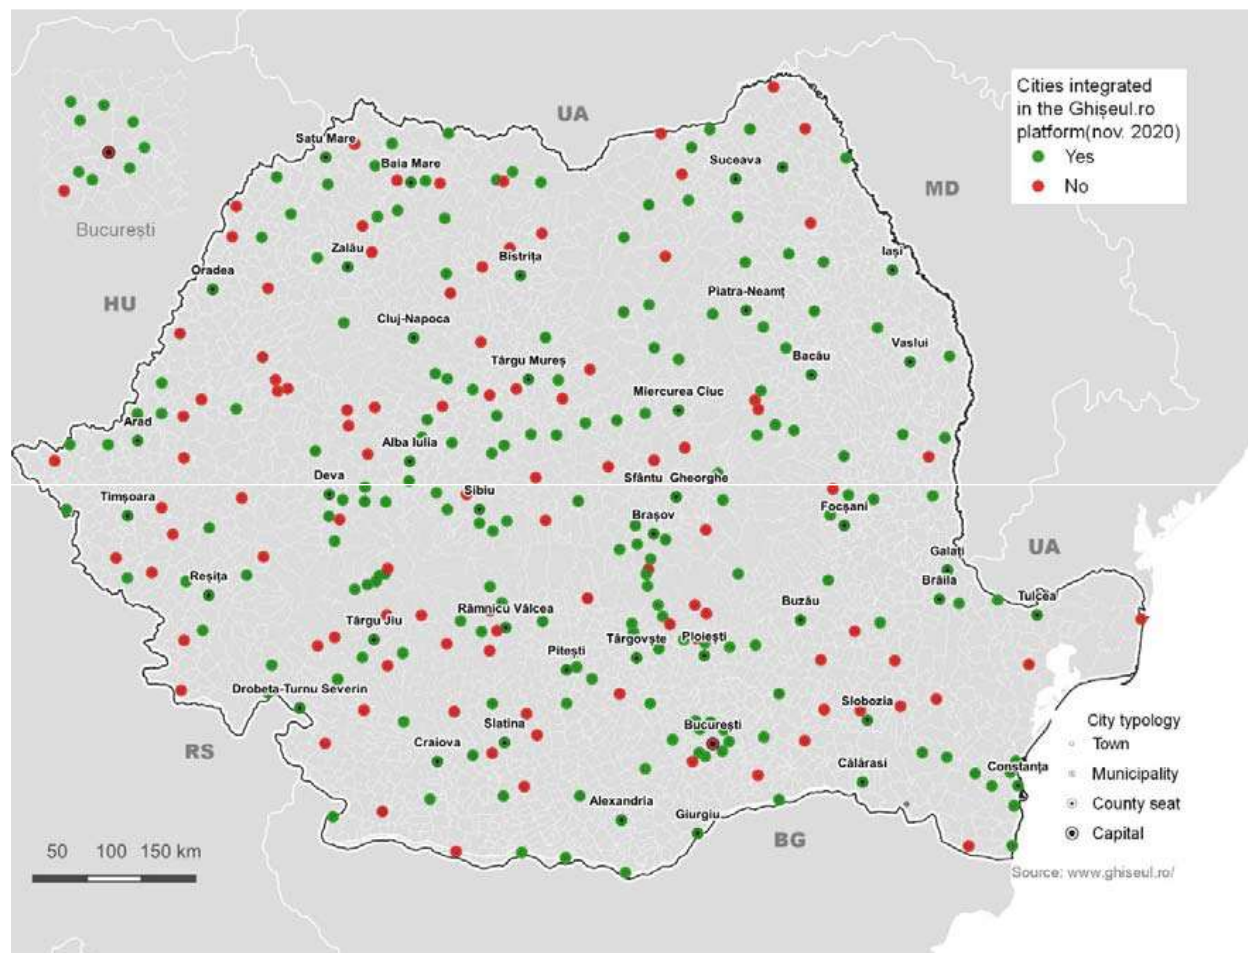 Cities integrated
in the Ghișeul.ro
platform(nov. 2020)
Yes
No
UA
Satu Mare
Baia Mare
Suceava
MD
București
Zalău
Bistrița
Iași
Oradea
HU
Piatra-Neamț
Cluj-Napoca
Vaslui
Târgu Mureș
Bacău
Miercurea Ciuc
Arad
Alba Iulia
Deva
Sfântu Gheorghe
Timșoara
Sibiu
Focșani
Brașov
UA
Galați
Reșița
Brăila
Tulcea
Râmnicu Vâlcea
Buzău
Târgu Jiu
Târgovște
Ploiești
Pitești
Drobeta-Turnu Severin
Slobozia
Slatina
București
RS
Craiova
Călărasi
Constanța
Alexandria
Giurgiu
BG
City typology
Town
Municipality
County seat
Capital
50 100 150 km
Source: www.ghiseul.ro/